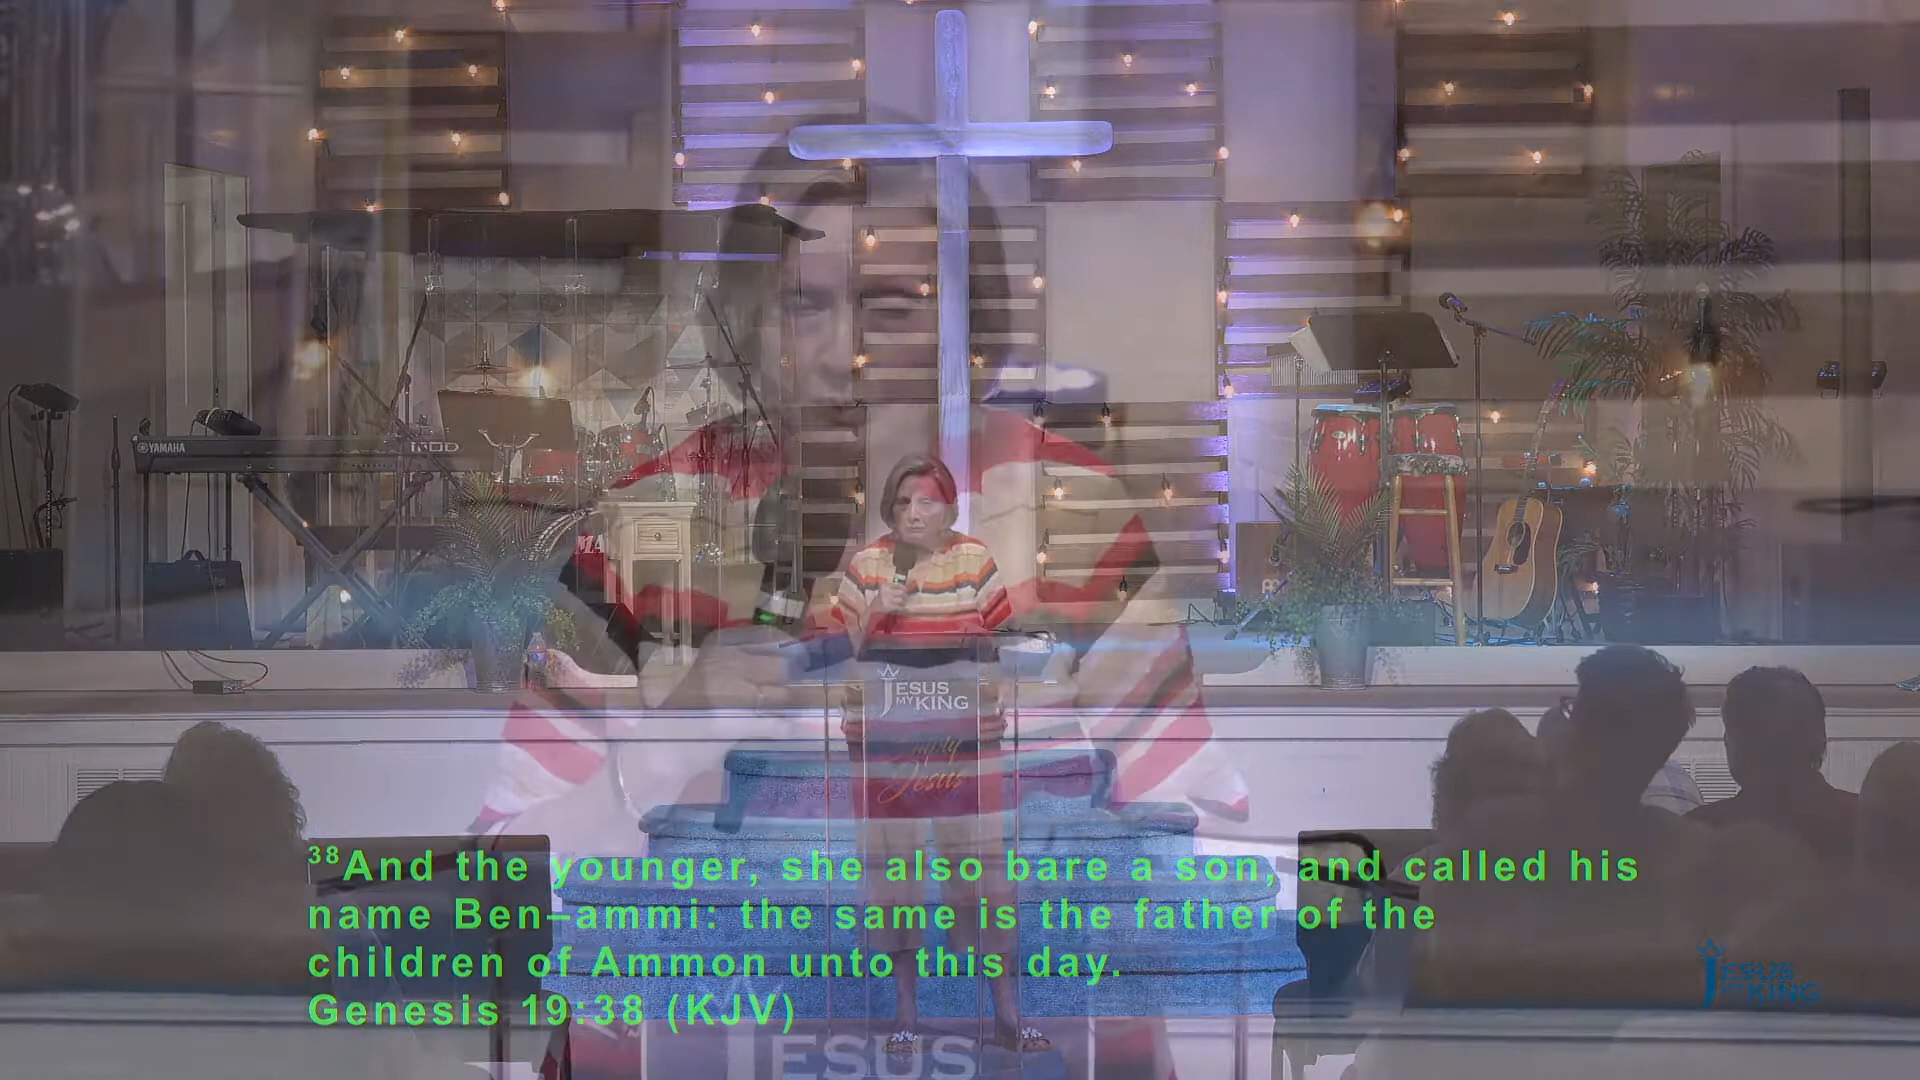 YAMAHA
JESUS
MY KING
Simply
Jesus
³⁸And the younger, she also bare a son, and called his
name Ben–ammi: the same is the father of the
children of Ammon unto this day.
Genesis 19:38 (KJV)
JESUS
MY KING
JESUS